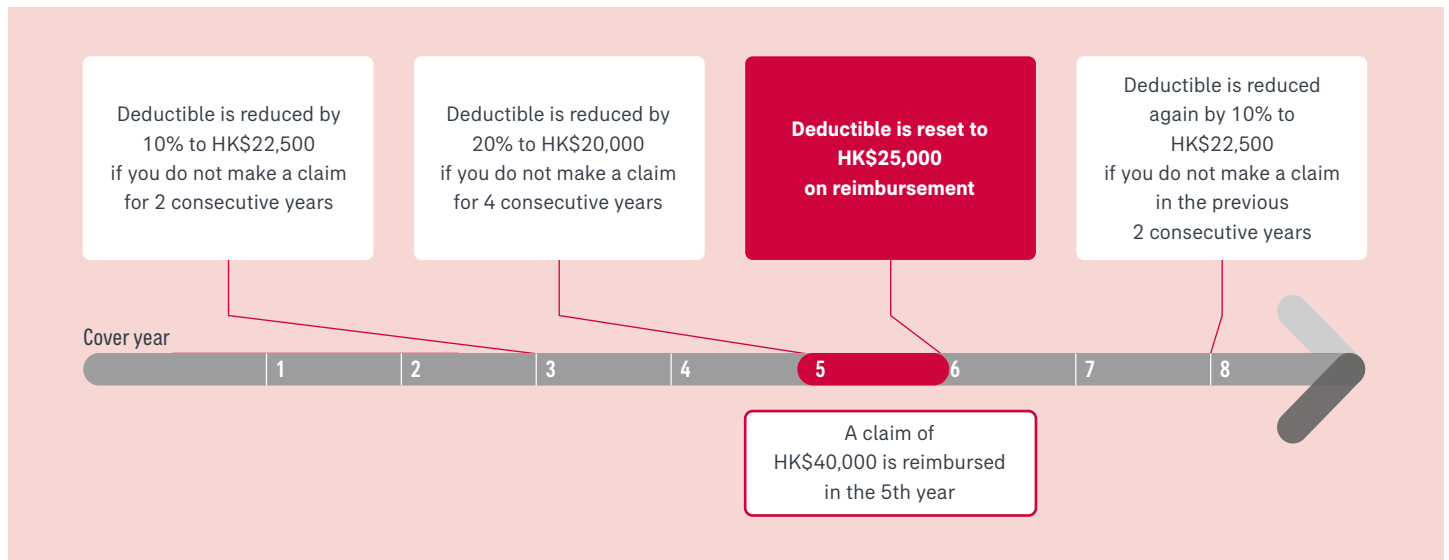 Deductible is reduced by
10% to HK$22,500
if you do not make a claim
for 2 consecutive years
Deductible is reduced by
20% to HK$20,000
if you do not make a claim
for 4 consecutive years
Deductible is reset to
HK$25,000
on reimbursement
Deductible is reduced
again by 10% to
HK$22,500
if you do not make a claim
in the previous
2 consecutive years
Cover year
1 2 3 4 5 6 7 8
A claim of
HK$40,000 is reimbursed
in the 5th year